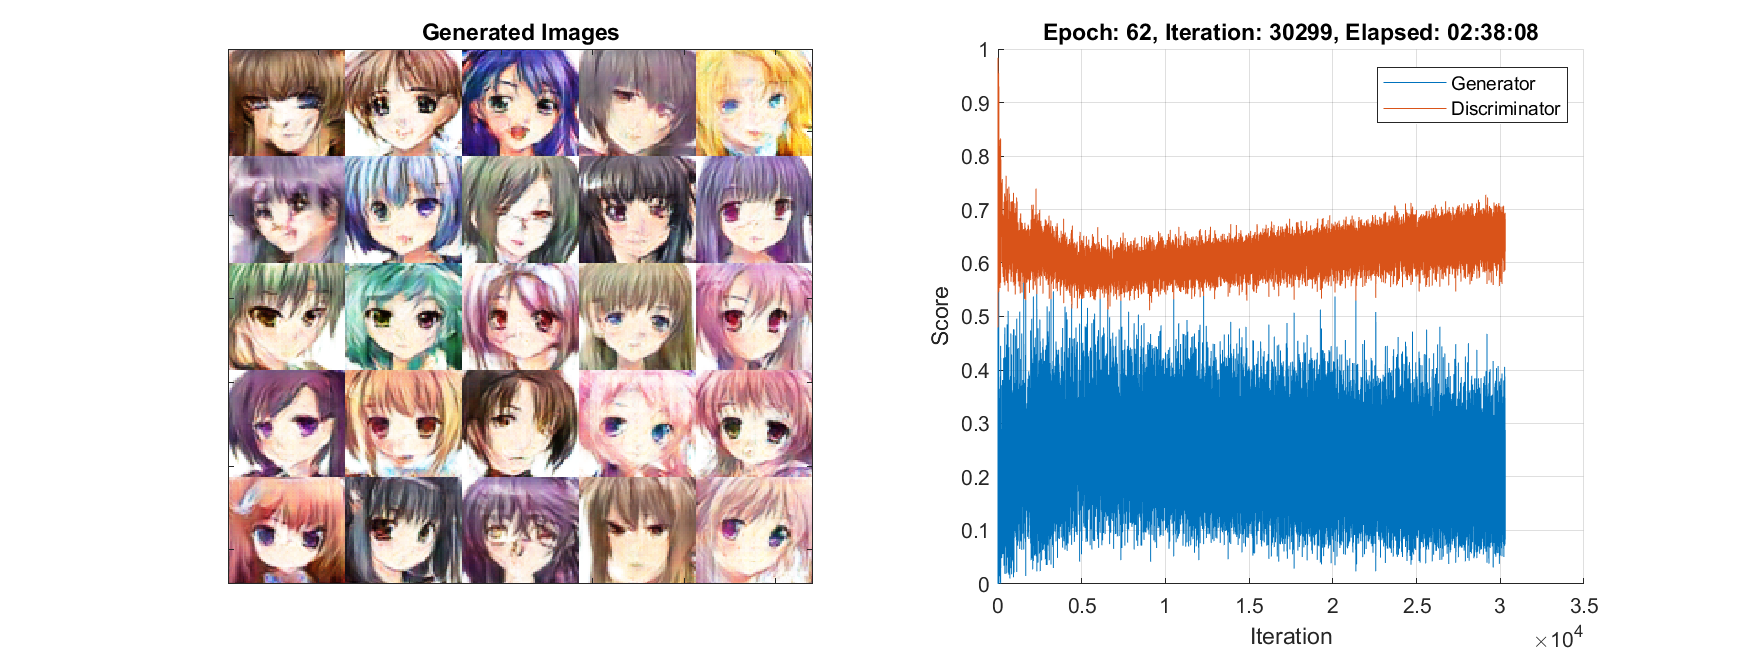 Generated Images
Epoch: 62, Iteration: 30299, Elapsed: 02:38:08
Generator
Discriminator
1
0.9
0.8
0.7
0.6
0.5
0.4
0.3
0.2
0.1
0
Score
0 0.5 1 1.5 2 2.5 3 3.5
Iteration
×10⁴